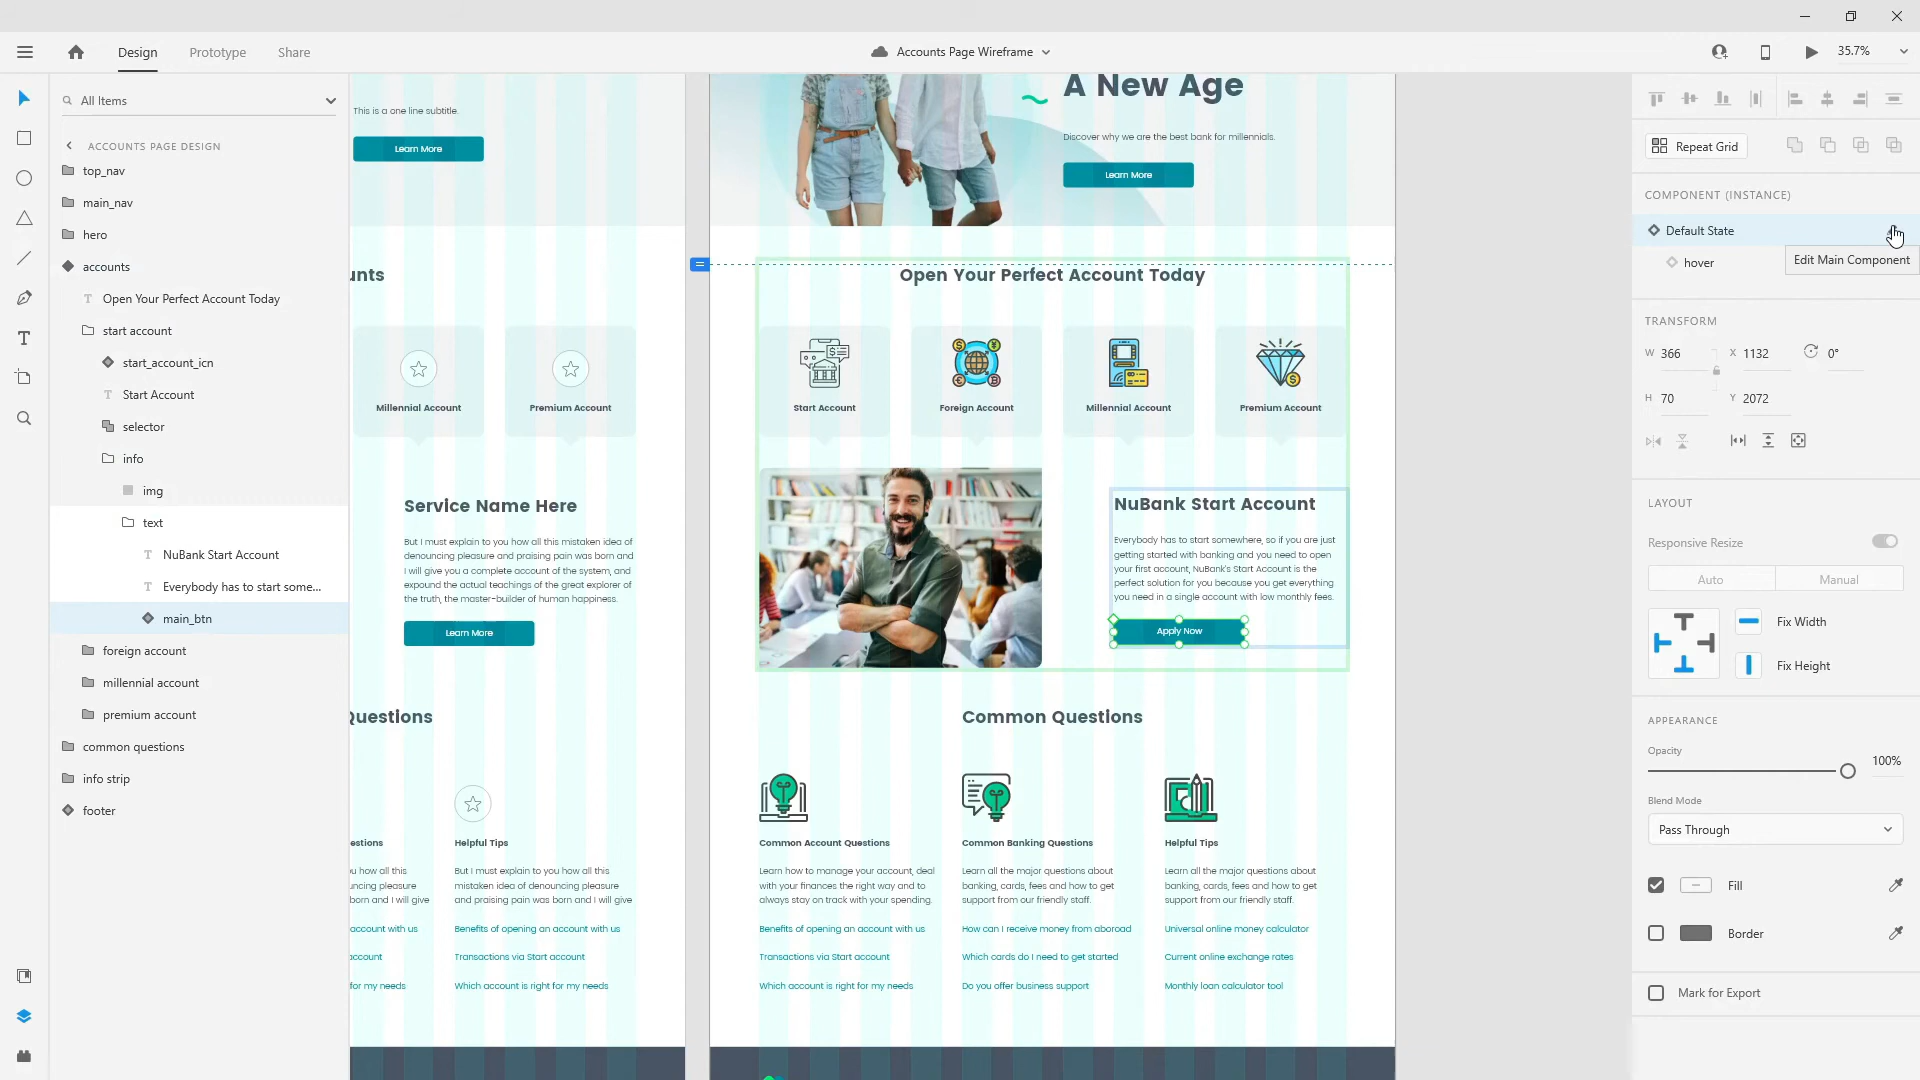 Design
Prototype
Share
Accounts Page Wireframe
35.7%
All Items
ACCOUNTS PAGE DESIGN
top_nav
main_nav
hero
accounts
T Open Your Perfect Account Today
start account
start_account_icn
T Start Account
selector
info
img
text
T NuBank Start Account
T Everybody has to start some...
main_btn
foreign account
millennial account
premium account
common questions
info strip
footer
This is a one line subtitle.
Learn More
unts
Millennial Account
Premium Account
Service Name Here
But I must explain to you how all this mistaken idea of
denouncing pleasure and praising pain was born and
I will give you a complete account of the system, and
expound the actual teachings of the great explorer of
the truth, the master-builder of human happiness.
Learn More
Questions
estions
u how all this
uncing pleasure
born and I will give
account with us
account
for my needs
Helpful Tips
But I must explain to you how all this
mistaken idea of denouncing pleasure
and praising pain was born and I will give
Benefits of opening an account with us
Transactions via Start account
Which account is right for my needs
A New Age
Discover why we are the best bank for millennials.
Learn More
Open Your Perfect Account Today
Start Account
Foreign Account
Millennial Account
Premium Account
NuBank Start Account
Everybody has to start somewhere, so if you are just
getting started with banking and you need to open
your first account, NuBank's Start Account is the
perfect solution for you because you get everything
you need in a single account with low monthly fees.
Apply Now
Common Questions
Common Account Questions
Learn how to manage your account, deal
with your finances the right way and to
always stay on track with your spending.
Benefits of opening an account with us
Transactions via Start account
Which account is right for my needs
Common Banking Questions
Learn all the major questions about
banking, cards, fees and how to get
support from our friendly staff.
How can I receive money from aboroad
Which cards do I need to get started
Do you offer business support
Helpful Tips
Learn all the major questions about
banking, cards, fees and how to get
support from our friendly staff.
Universal online money calculator
Current online exchange rates
Monthly loan calculator tool
Repeat Grid
COMPONENT (INSTANCE)
Default State
hover
Edit Main Component
TRANSFORM
W 366
X 1132
0°
H 70
Y 2072
LAYOUT
Responsive Resize
Auto
Manual
Fix Width
Fix Height
APPEARANCE
Opacity
100%
Blend Mode
Pass Through
Fill
Border
Mark for Export